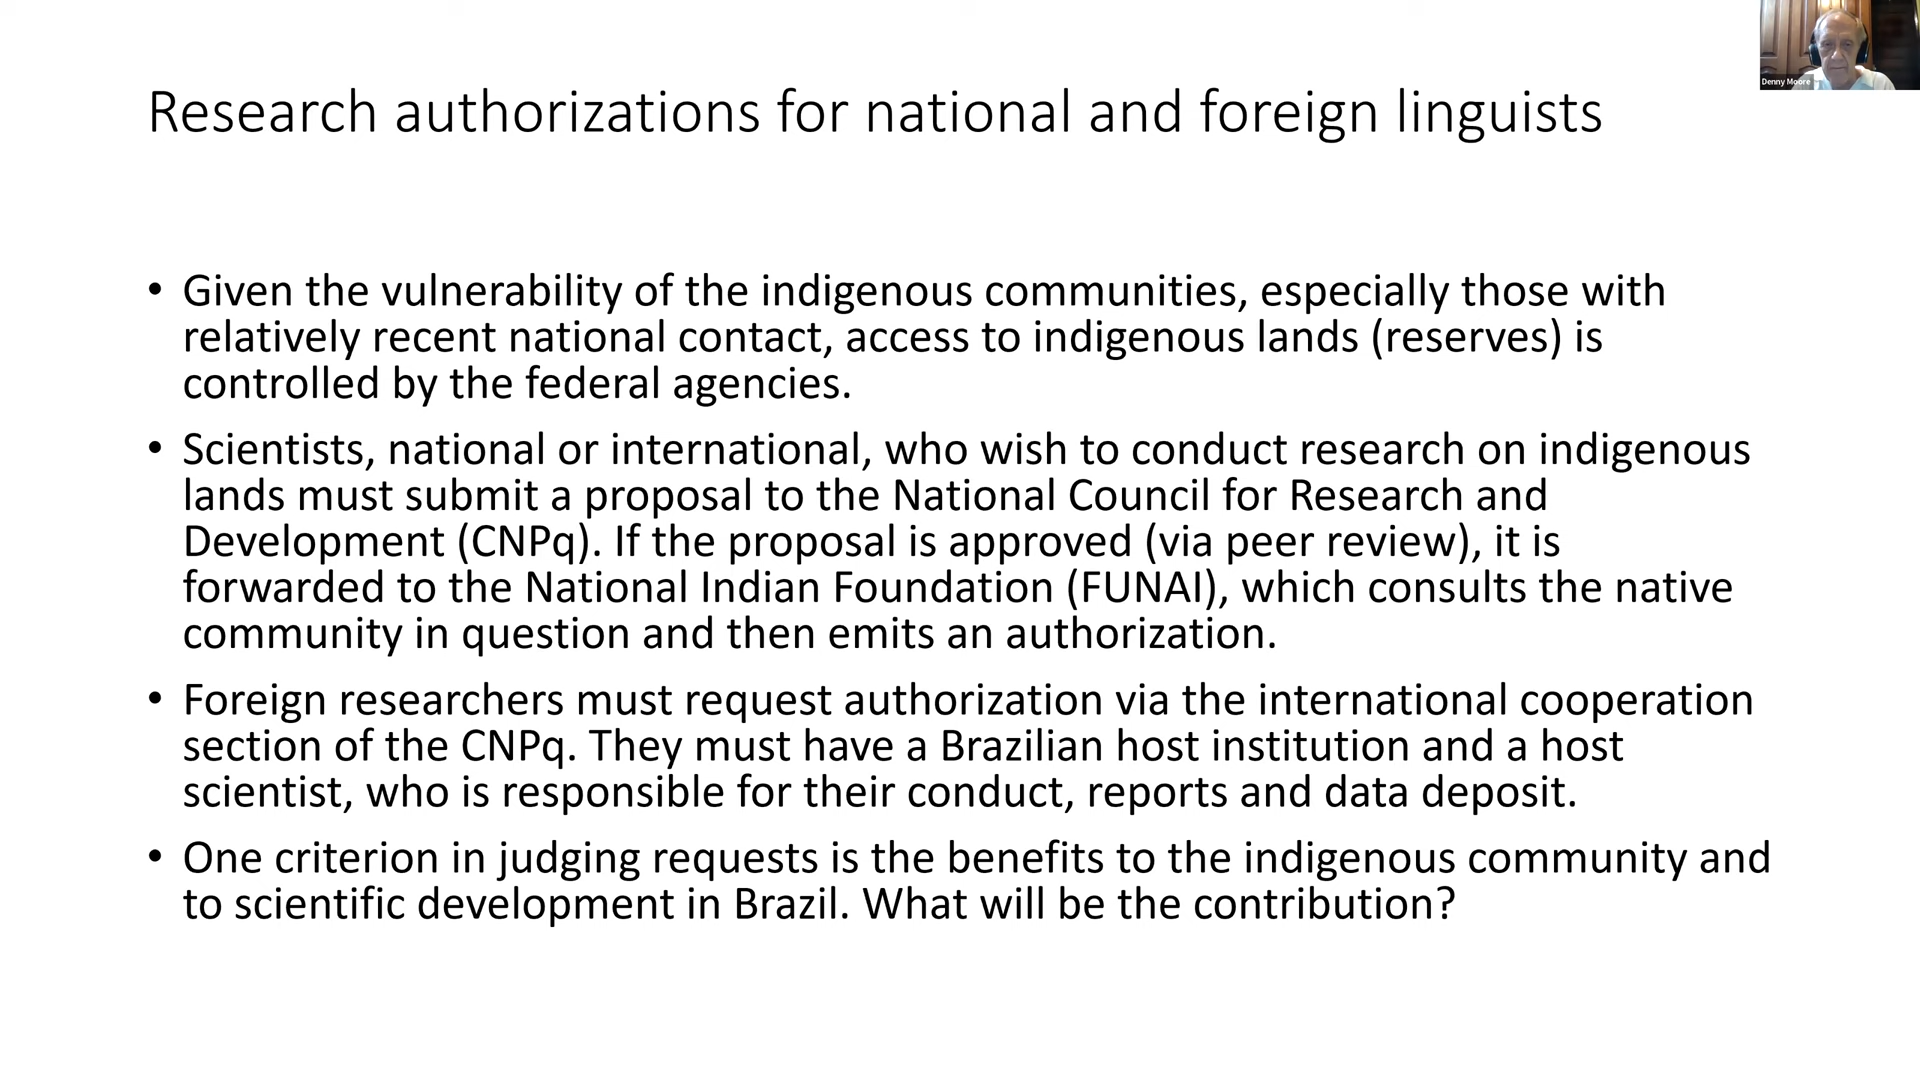 Denny Moore
Research authorizations for national and foreign linguists
• Given the vulnerability of the indigenous communities, especially those with
relatively recent national contact, access to indigenous lands (reserves) is
controlled by the federal agencies.
• Scientists, national or international, who wish to conduct research on indigenous
lands must submit a proposal to the National Council for Research and
Development (CNPq). If the proposal is approved (via peer review), it is
forwarded to the National Indian Foundation (FUNAI), which consults the native
community in question and then emits an authorization.
• Foreign researchers must request authorization via the international cooperation
section of the CNPq. They must have a Brazilian host institution and a host
scientist, who is responsible for their conduct, reports and data deposit.
• One criterion in judging requests is the benefits to the indigenous community and
to scientific development in Brazil. What will be the contribution?